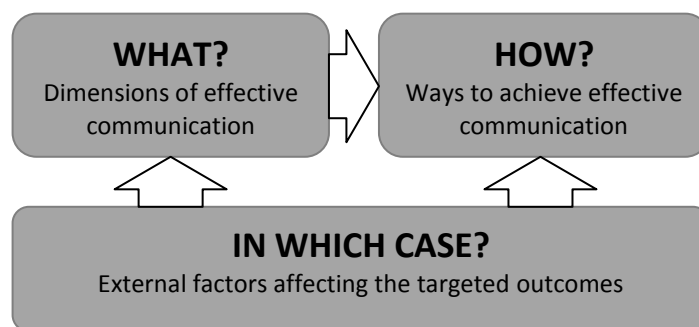 WHAT?
Dimensions of effective
communication
HOW?
Ways to achieve effective
communication
IN WHICH CASE?
External factors affecting the targeted outcomes